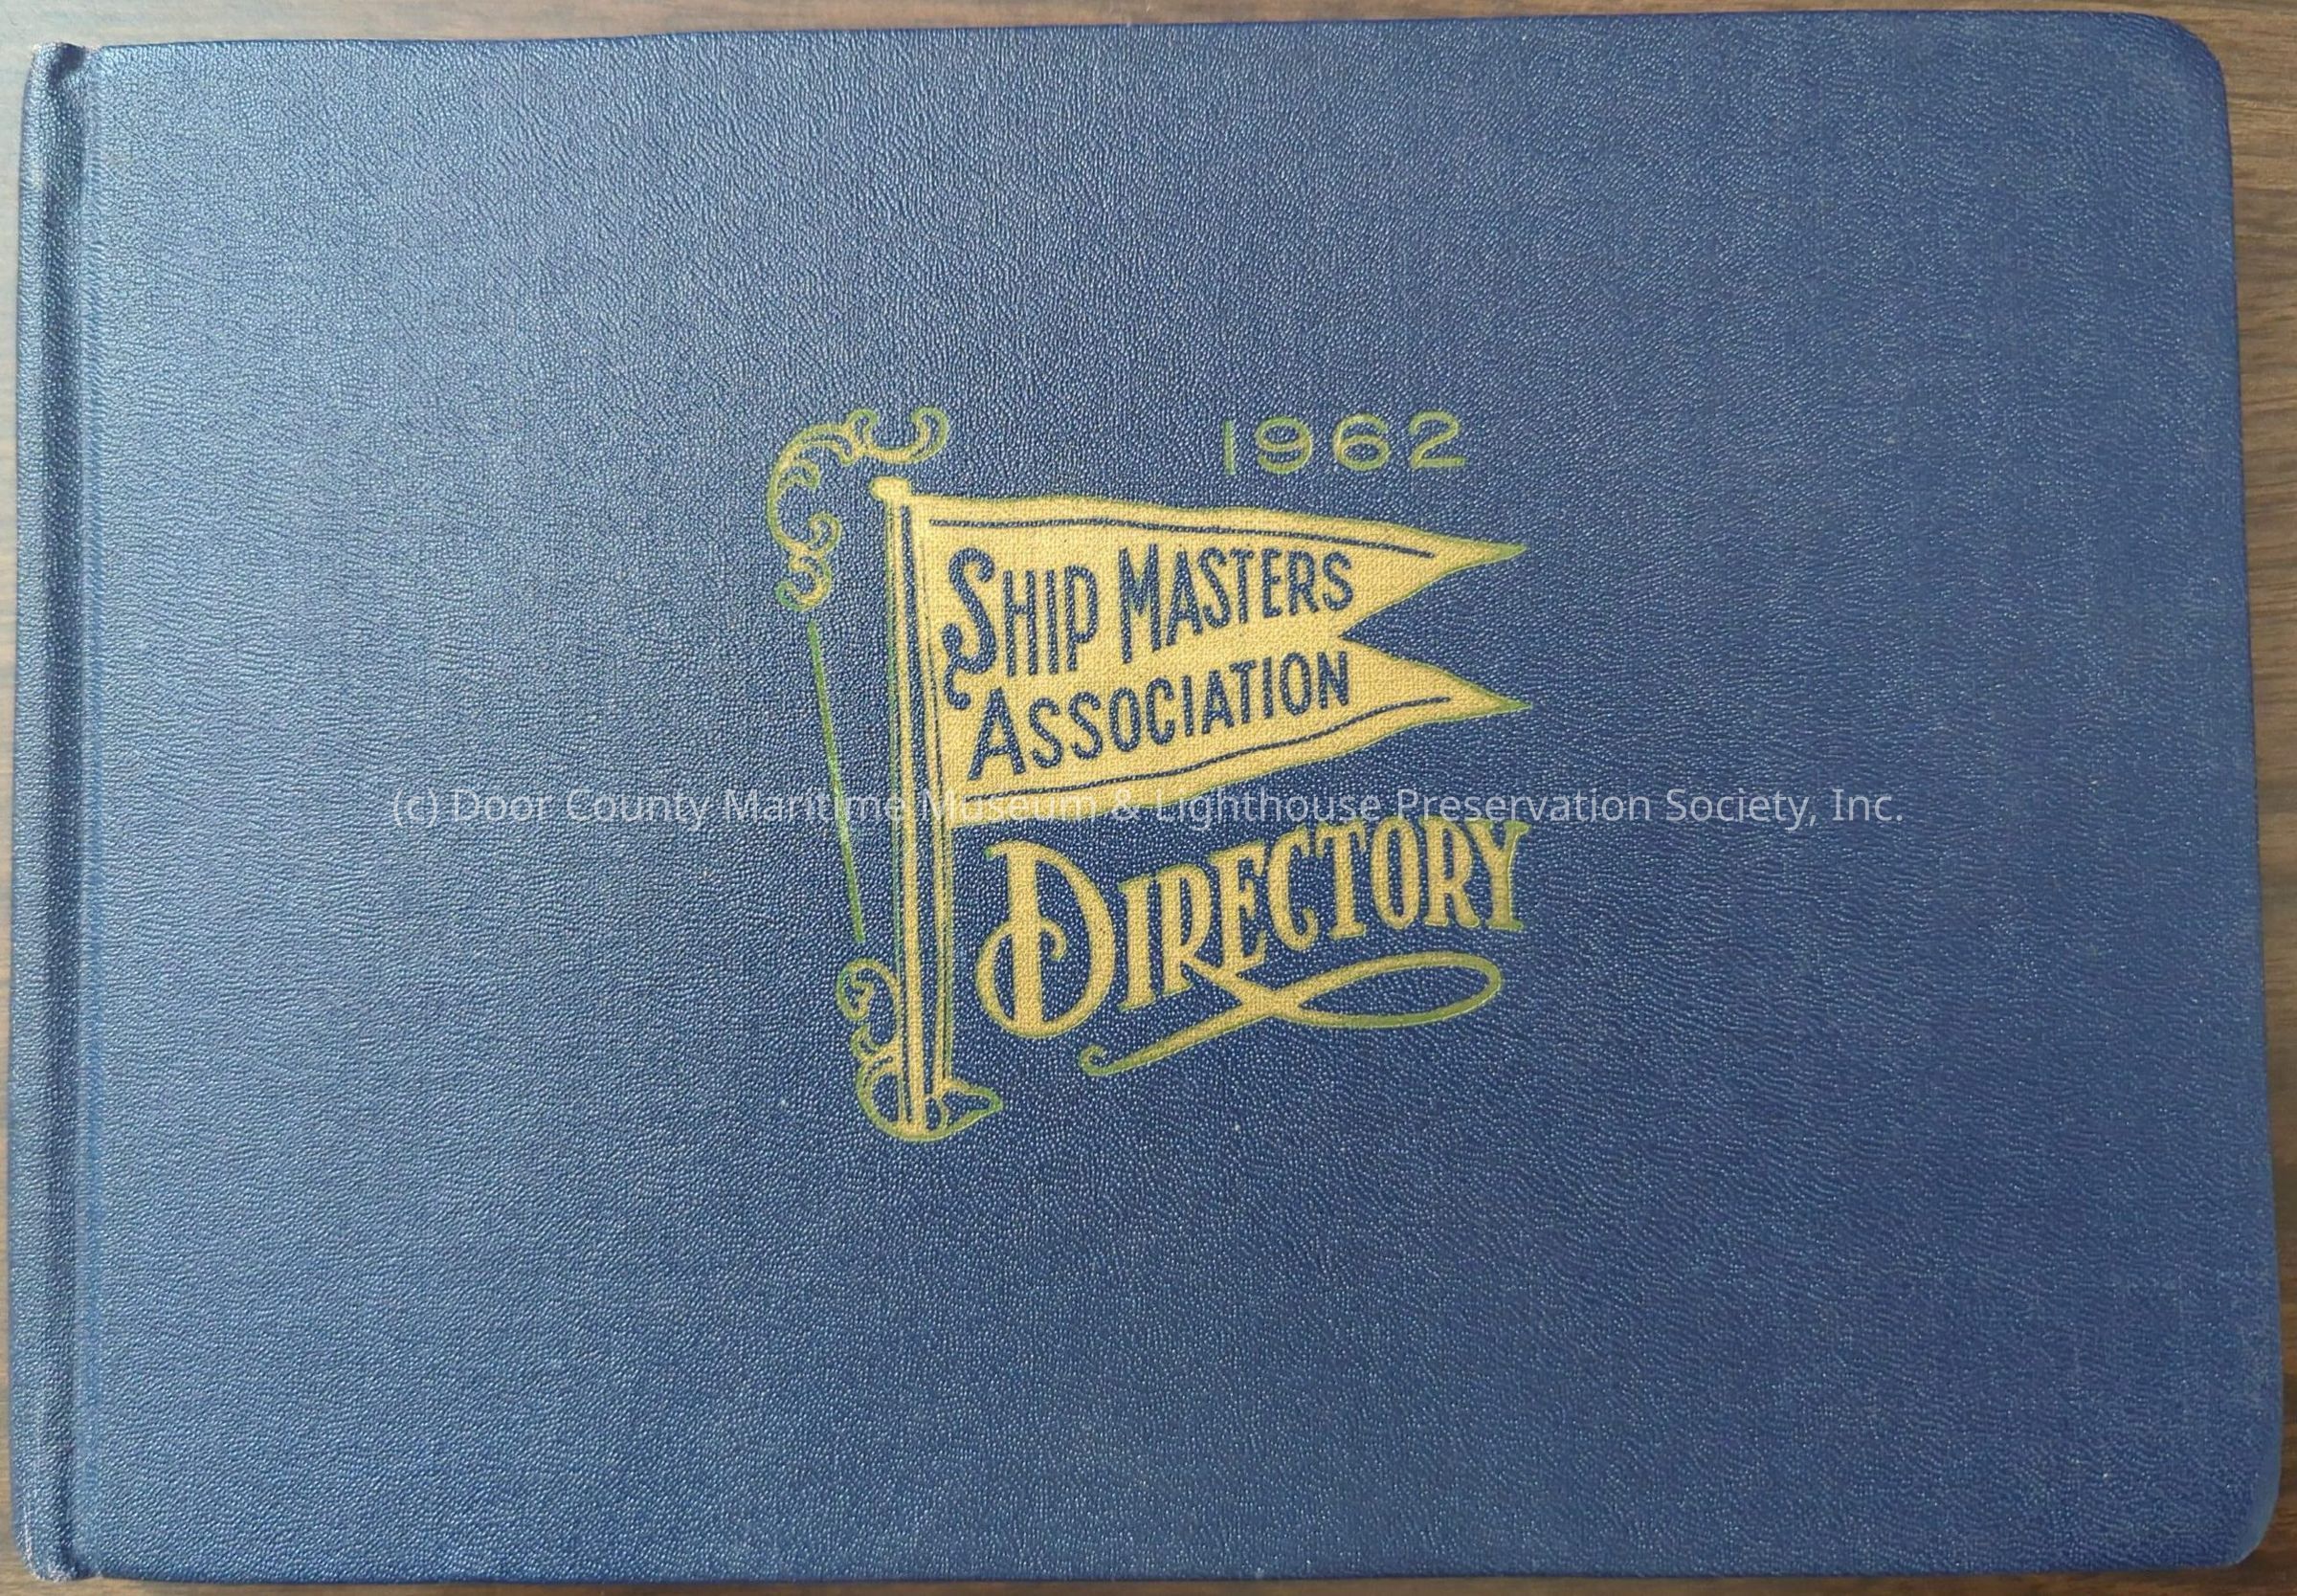 1962
SHIP MASTERS
ASSOCIATION
(c) Door County Maritime Museum & Lighthouse Preservation Society, Inc.
DIRECTORY